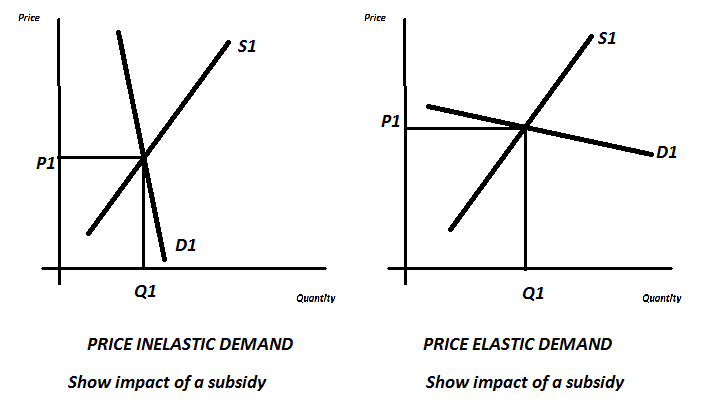 Price
S1
P1
D1
Q1
Quantity
PRICE INELASTIC DEMAND
Show impact of a subsidy
Price
S1
P1
D1
Q1
Quantity
PRICE ELASTIC DEMAND
Show impact of a subsidy